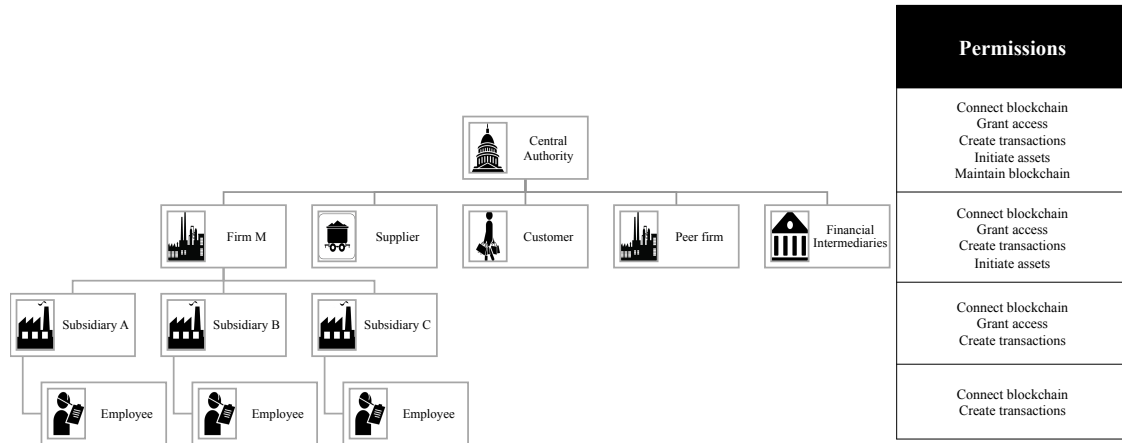 Permissions
Connect blockchain
Grant access
Create transactions
Initiate assets
Maintain blockchain
Central
Authority
Firm M
Supplier
Customer
Peer firm
Financial
Intermediaries
Connect blockchain
Grant access
Create transactions
Initiate assets
Subsidiary A
Subsidiary B
Subsidiary C
Connect blockchain
Grant access
Create transactions
Employee
Employee
Employee
Connect blockchain
Create transactions